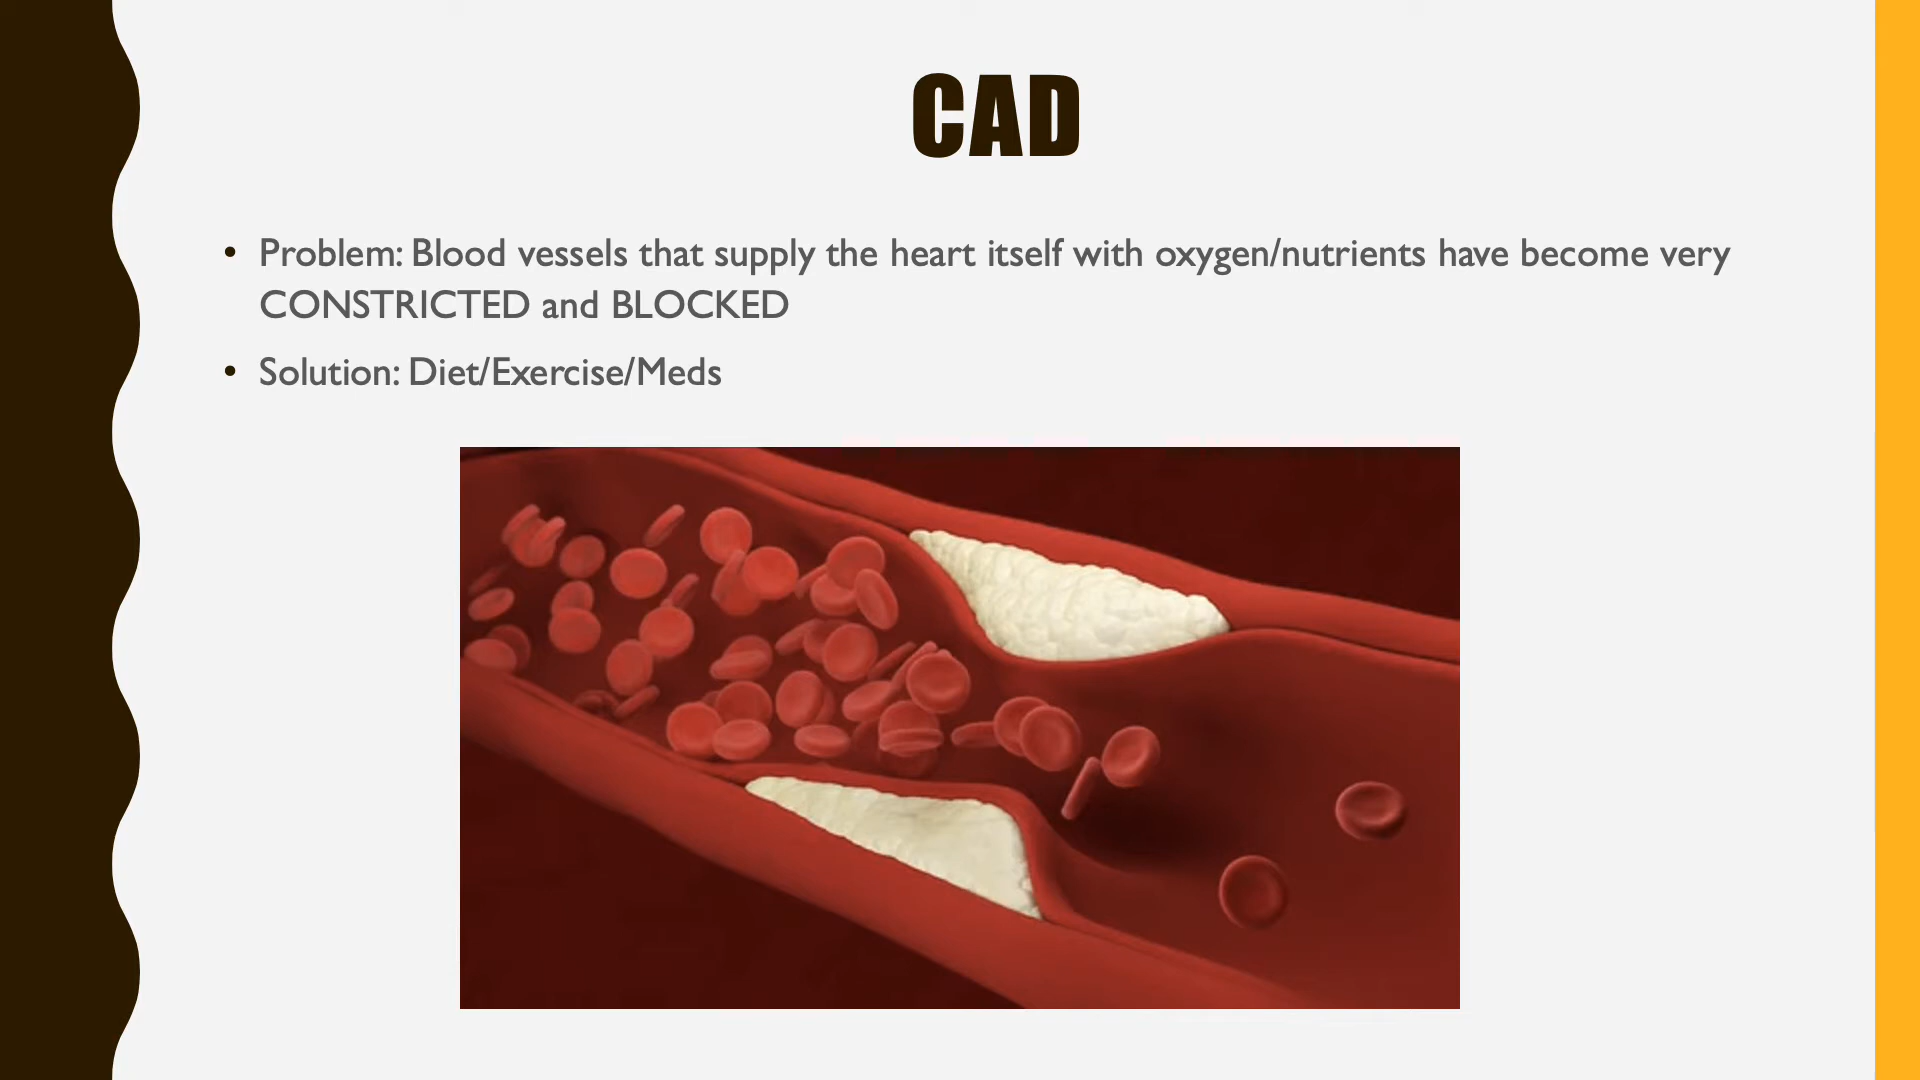 CAD
• Problem: Blood vessels that supply the heart itself with oxygen/nutrients have become very
CONSTRICTED and BLOCKED
• Solution: Diet/Exercise/Meds